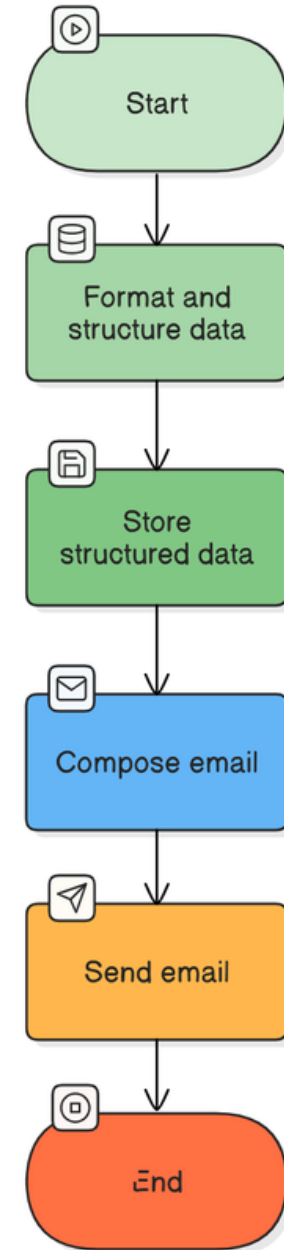 Start
Format and
structure data
Store
structured data
Compose email
Send email
End